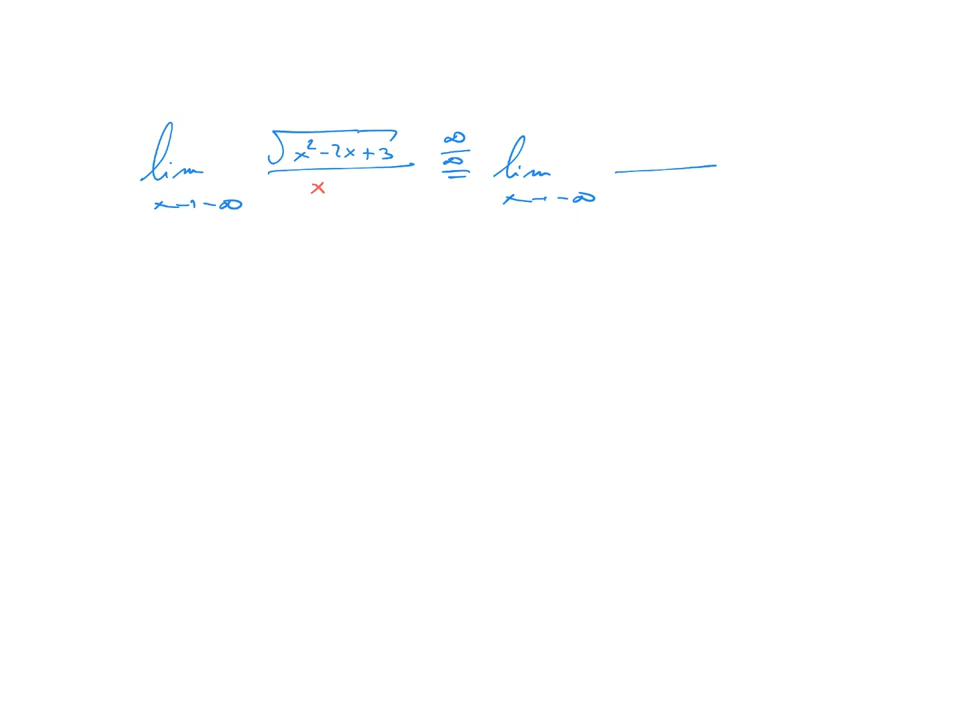 lim x→-∞ √(x²-2x+3) / x = ∞/∞ lim x→-∞ ———